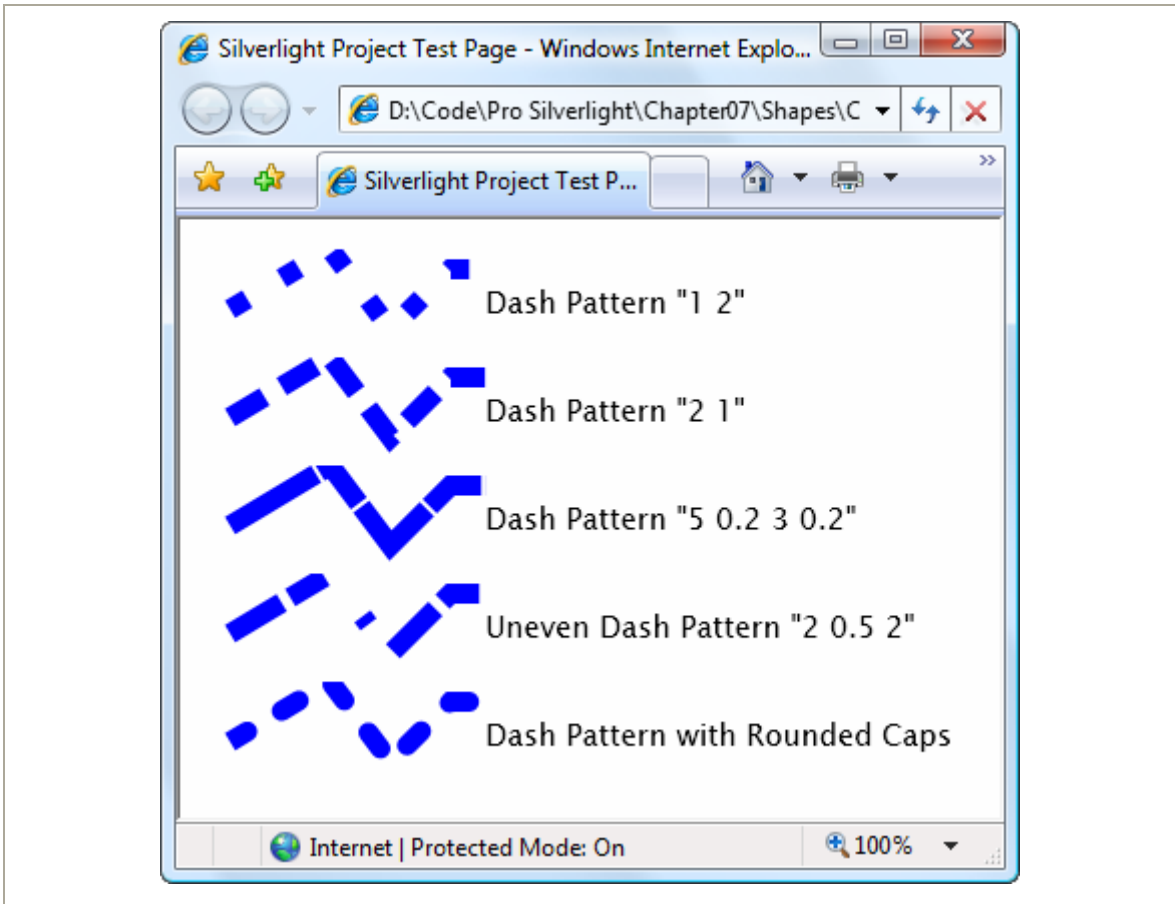 Silverlight Project Test Page - Windows Internet Explo...
D:\Code\Pro Silverlight\Chapter07\Shapes\C
Silverlight Project Test P...
Dash Pattern "1 2"
Dash Pattern "2 1"
Dash Pattern "5 0.2 3 0.2"
Uneven Dash Pattern "2 0.5 2"
Dash Pattern with Rounded Caps
Internet | Protected Mode: On
100%